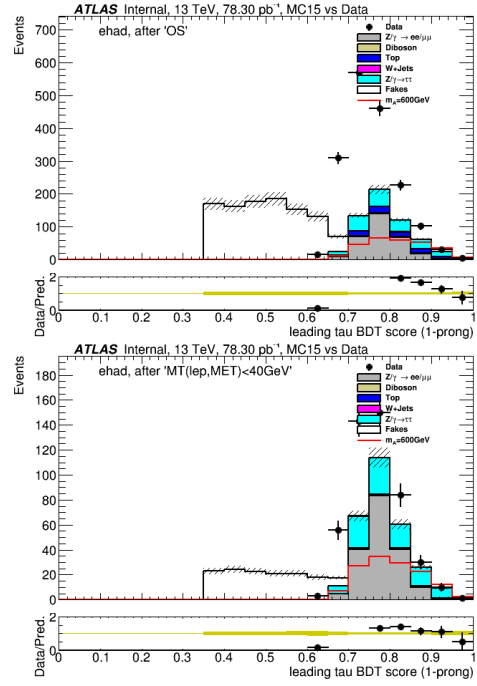 ATLAS Internal, 13 TeV, 78.30 pb⁻¹, MC15 vs Data
Events
700
600
500
400
300
200
100
0
ehad, after 'OS'
Data
Z/γ → ee/μμ
Diboson
Top
W+Jets
Z/γ→ττ
Fakes
m_A=600GeV
Data/Pred.
2
0
0 0.1 0.2 0.3 0.4 0.5 0.6 0.7 0.8 0.9 1
leading tau BDT score (1-prong)
ATLAS Internal, 13 TeV, 78.30 pb⁻¹, MC15 vs Data
Events
180
160
140
120
100
80
60
40
20
0
ehad, after 'MT(lep,MET)<40GeV'
Data
Z/γ → ee/μμ
Diboson
Top
W+Jets
Z/γ→ττ
Fakes
m_A=600GeV
Data/Pred.
2
0
0 0.1 0.2 0.3 0.4 0.5 0.6 0.7 0.8 0.9 1
leading tau BDT score (1-prong)